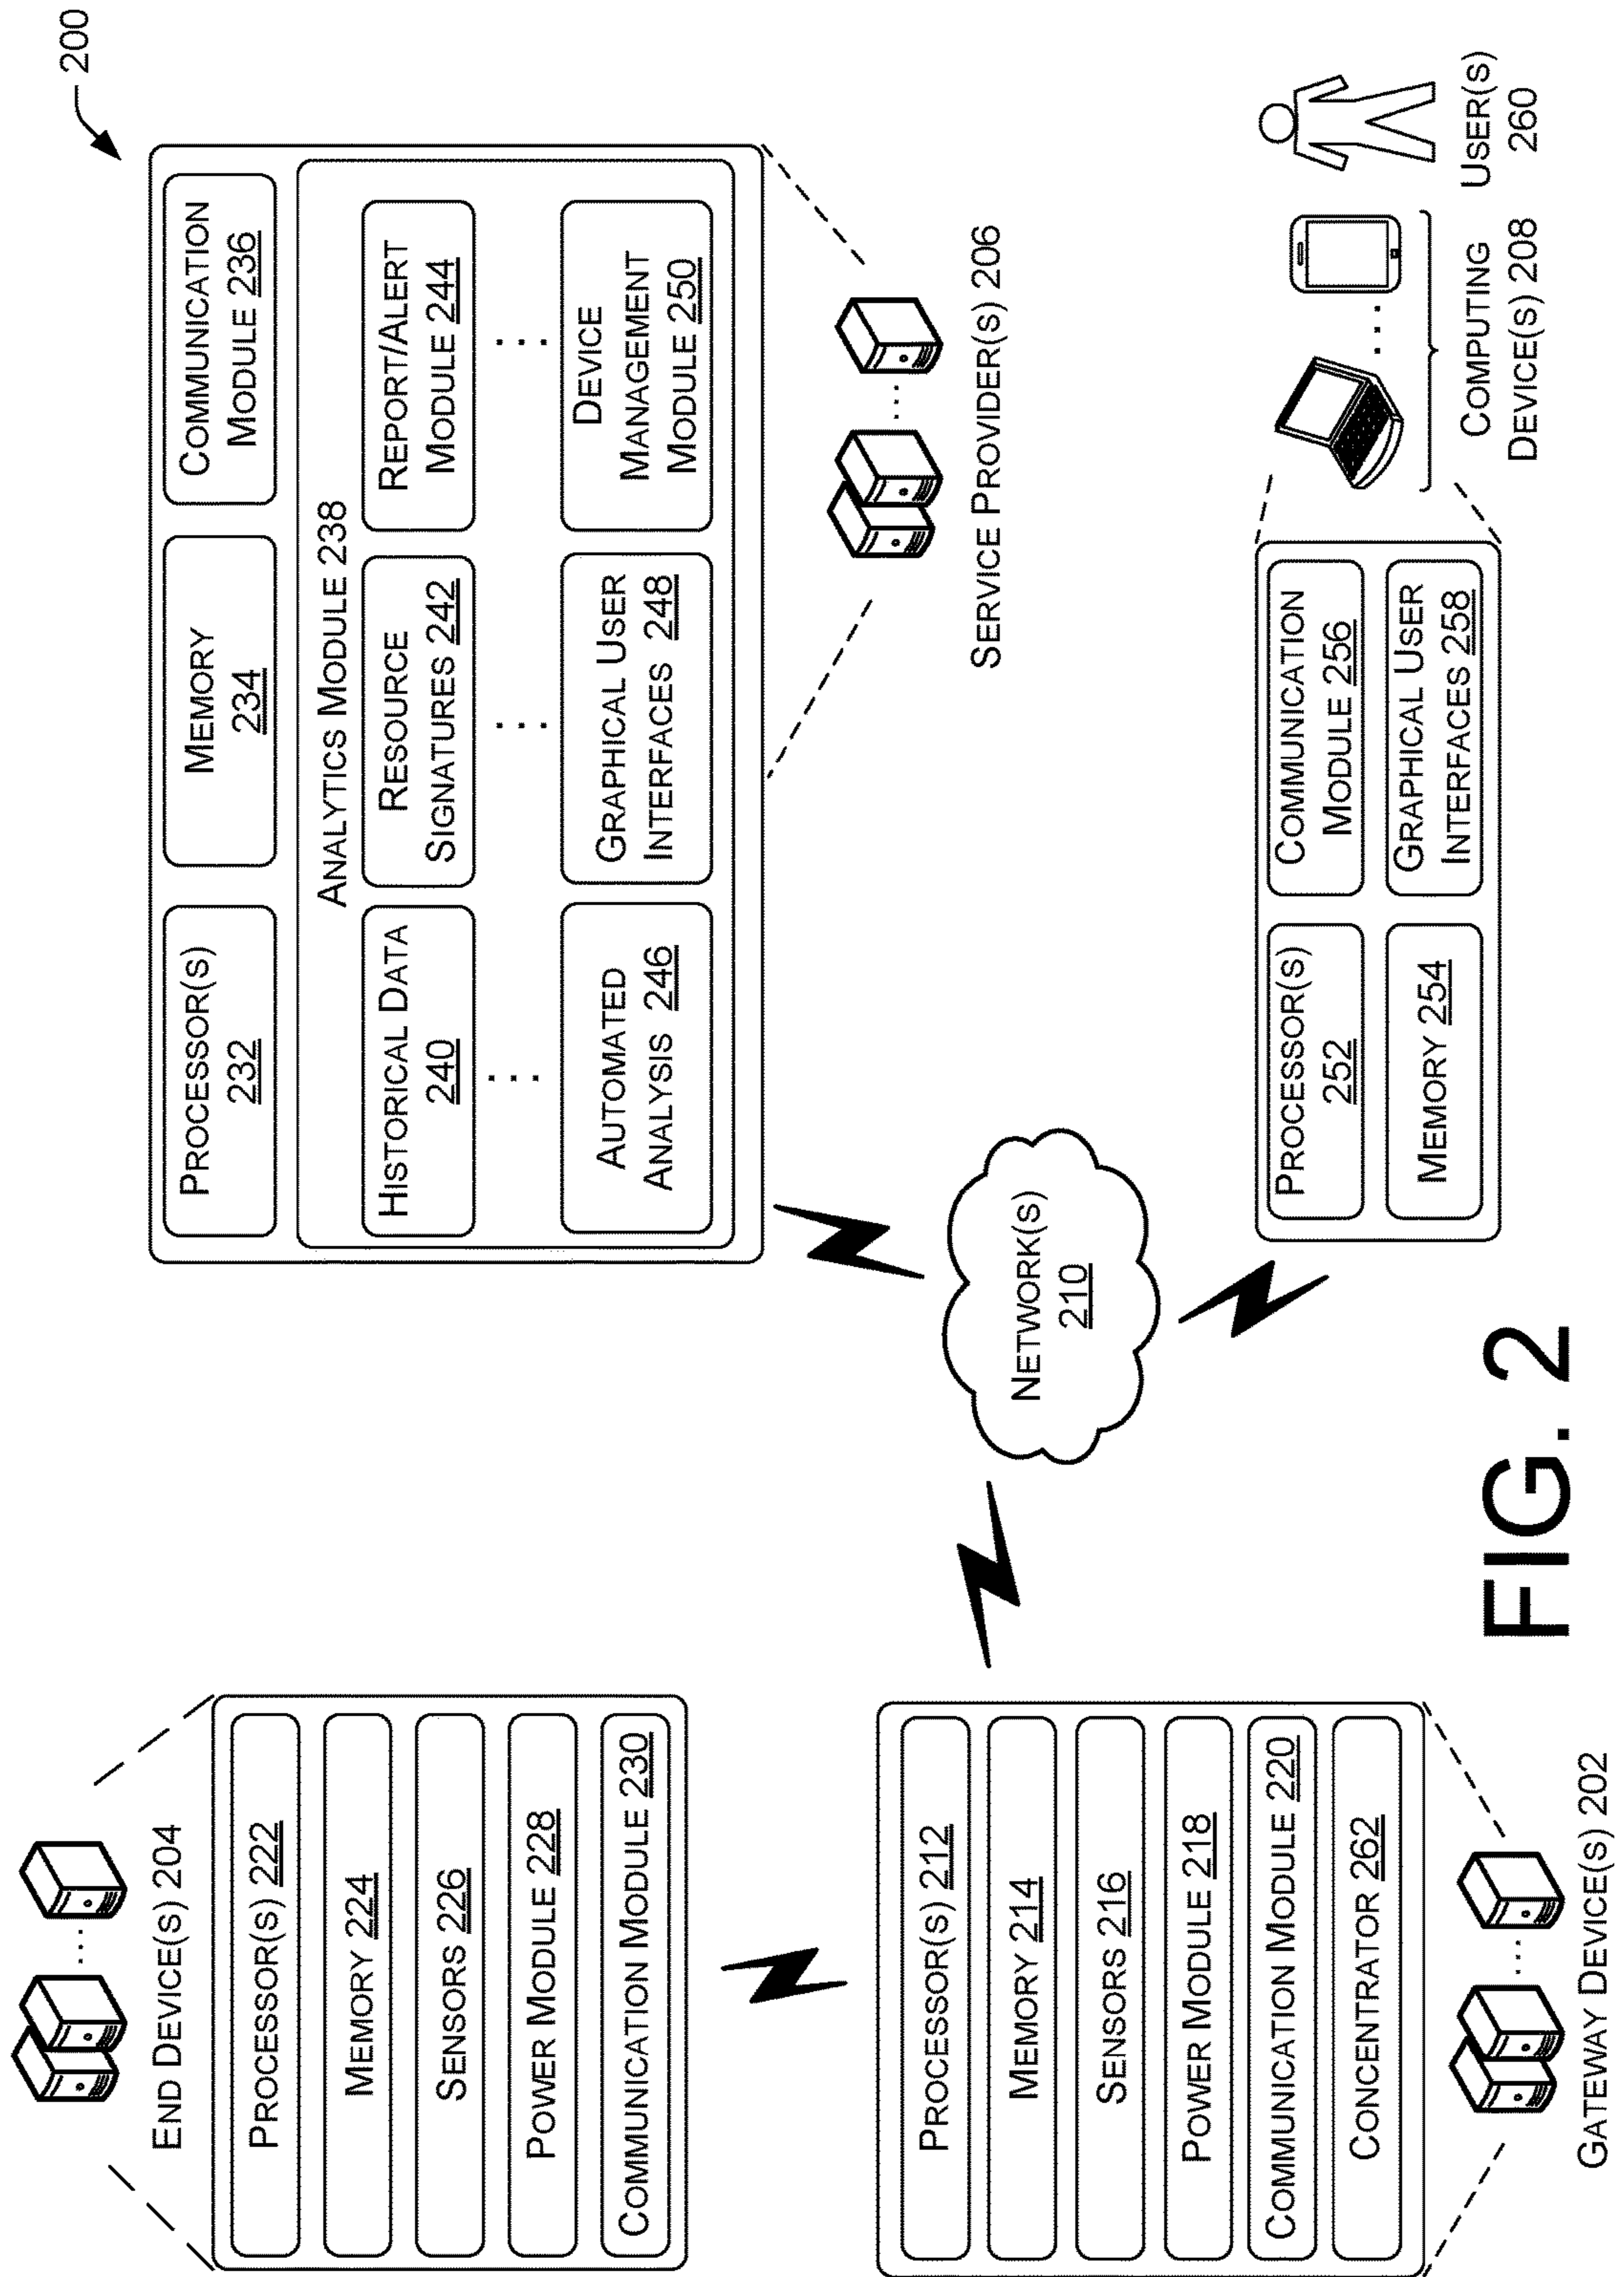 200
END DEVICE(S) 204
PROCESSOR(S) 222
MEMORY 224
SENSORS 226
POWER MODULE 228
COMMUNICATION MODULE 230
PROCESSOR(S) 212
MEMORY 214
SENSORS 216
POWER MODULE 218
COMMUNICATION MODULE 220
CONCENTRATOR 262
GATEWAY DEVICE(S) 202
NETWORK(S)
210
PROCESSOR(S)
232
MEMORY
234
COMMUNICATION
MODULE 236
ANALYTICS MODULE 238
HISTORICAL DATA
240
RESOURCE
SIGNATURES 242
REPORT/ALERT
MODULE 244
...
...
...
AUTOMATED
ANALYSIS 246
GRAPHICAL USER
INTERFACES 248
DEVICE
MANAGEMENT
MODULE 250
SERVICE PROVIDER(S) 206
PROCESSOR(S)
252
COMMUNICATION
MODULE 256
MEMORY 254
GRAPHICAL USER
INTERFACES 258
COMPUTING
DEVICE(S) 208
USER(S)
260
FIG. 2